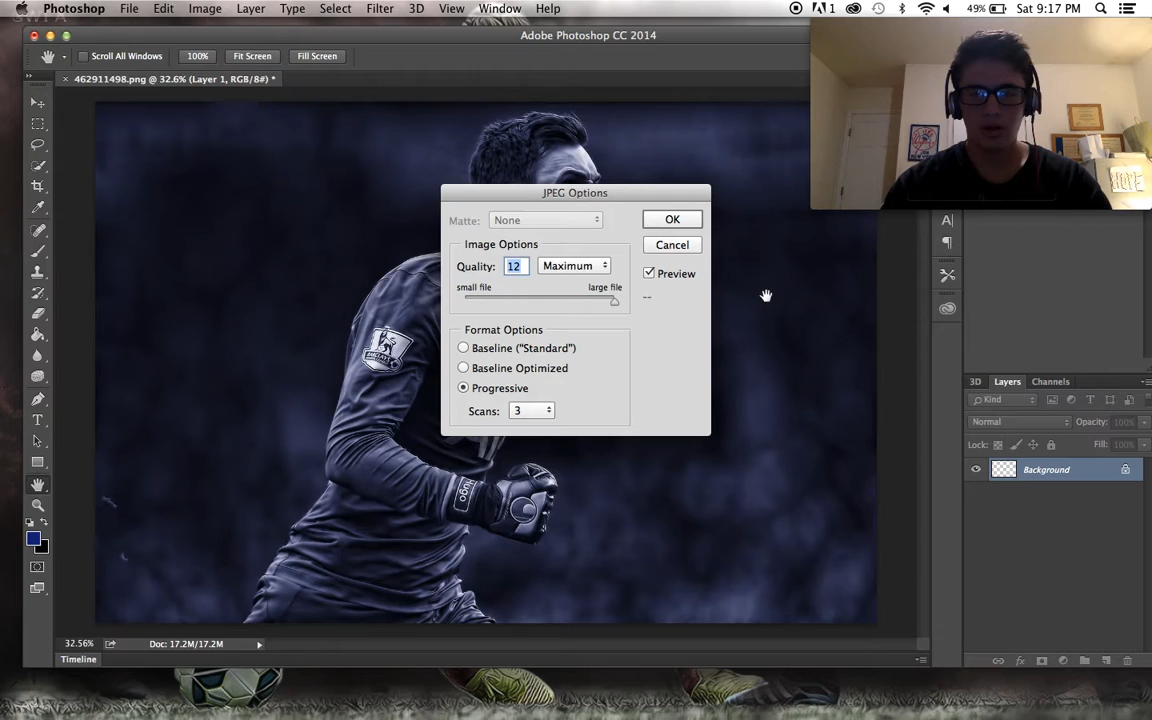 Photoshop File Edit Image Layer Type Select Filter 3D View Window Help 1 49% Sat 9:17 PM
Adobe Photoshop CC 2014
Scroll All Windows 100% Fit Screen Fill Screen
× 462911498.png @ 32.6% (Layer 1, RGB/8#) *
JPEG Options
Matte: None OK
Image Options Cancel
Quality: 12 Maximum Preview
small file large file --
Format Options
Baseline ("Standard")
Baseline Optimized
Progressive
Scans: 3
BARCLAYS
Hugo
3D Layers Channels
Kind
Normal Opacity: 100%
Lock: Fill: 100%
Background
32.56% Doc: 17.2M/17.2M
Timeline